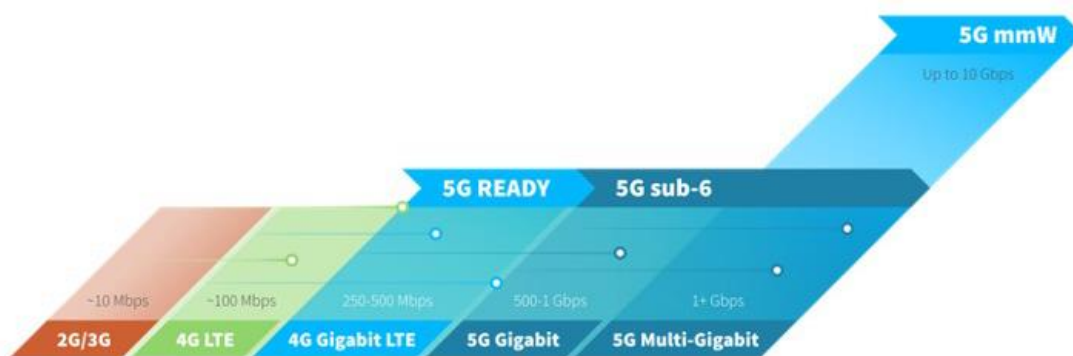 5G mmW
Up to 10 Gbps
5G READY
5G sub-6
~10 Mbps
~100 Mbps
250-500 Mbps
500-1 Gbps
1+ Gbps
2G/3G
4G LTE
4G Gigabit LTE
5G Gigabit
5G Multi-Gigabit